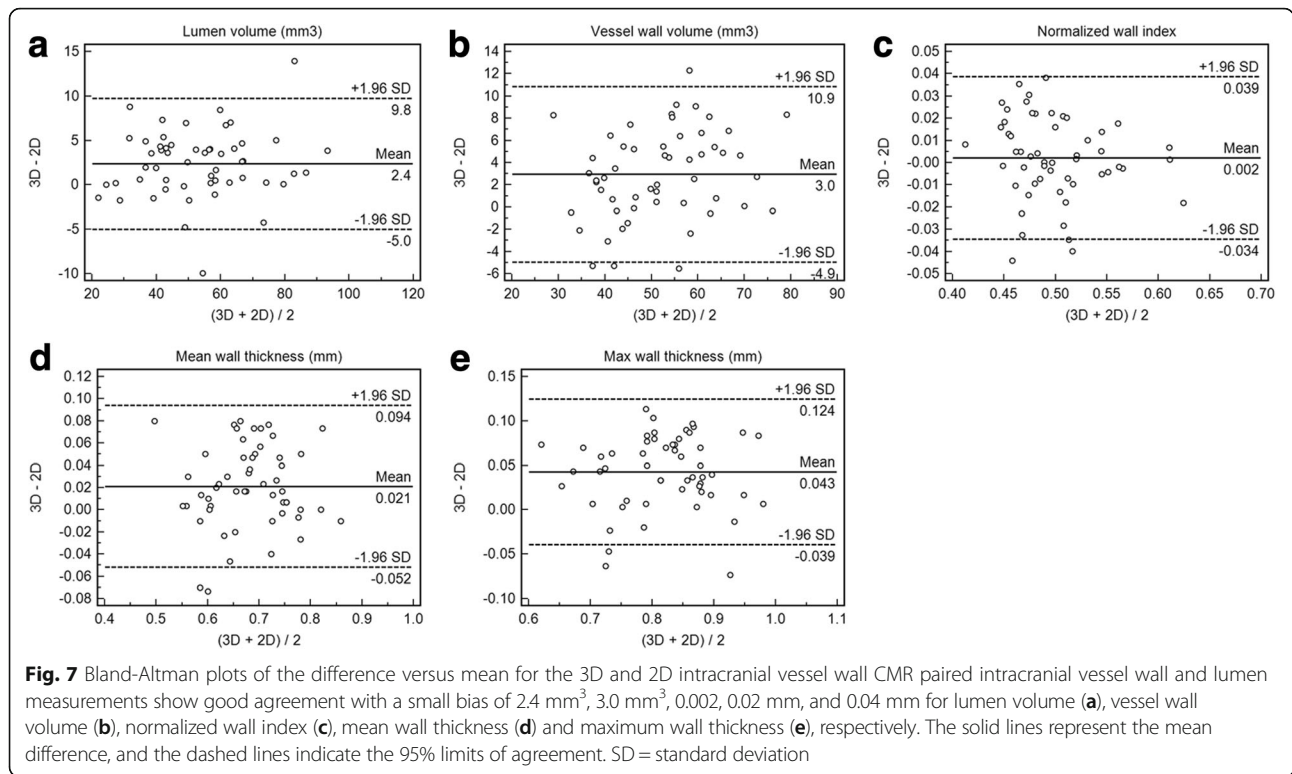 a
Lumen volume (mm3)
15
10
5
0
-5
-10
+1.96 SD
9.8
Mean
2.4
-1.96 SD
-5.0
3D - 2D
20 40 60 80 100 120
(3D + 2D) / 2
b
Vessel wall volume (mm3)
14
12
10
8
6
4
2
0
-2
-4
-6
+1.96 SD
10.9
Mean
3.0
-1.96 SD
-4.9
3D - 2D
20 30 40 50 60 70 80 90
(3D + 2D) / 2
c
Normalized wall index
0.05
0.04
0.03
0.02
0.01
-0.00
-0.01
-0.02
-0.03
-0.04
-0.05
+1.96 SD
0.039
Mean
0.002
-1.96 SD
-0.034
3D - 2D
0.40 0.45 0.50 0.55 0.60 0.65 0.70
(3D + 2D) / 2
d
Mean wall thickness (mm)
0.12
0.10
0.08
0.06
0.04
0.02
0.00
-0.02
-0.04
-0.06
-0.08
+1.96 SD
0.094
Mean
0.021
-1.96 SD
-0.052
3D - 2D
0.4 0.5 0.6 0.7 0.8 0.9 1.0
(3D + 2D) / 2
e
Max wall thickness (mm)
0.15
0.10
0.05
0.00
-0.05
-0.10
+1.96 SD
0.124
Mean
0.043
-1.96 SD
-0.039
3D - 2D
0.6 0.7 0.8 0.9 1.0 1.1
(3D + 2D) / 2
Fig. 7 Bland-Altman plots of the difference versus mean for the 3D and 2D intracranial vessel wall CMR paired intracranial vessel wall and lumen
measurements show good agreement with a small bias of 2.4 mm³, 3.0 mm³, 0.002, 0.02 mm, and 0.04 mm for lumen volume (a), vessel wall
volume (b), normalized wall index (c), mean wall thickness (d) and maximum wall thickness (e), respectively. The solid lines represent the mean
difference, and the dashed lines indicate the 95% limits of agreement. SD = standard deviation